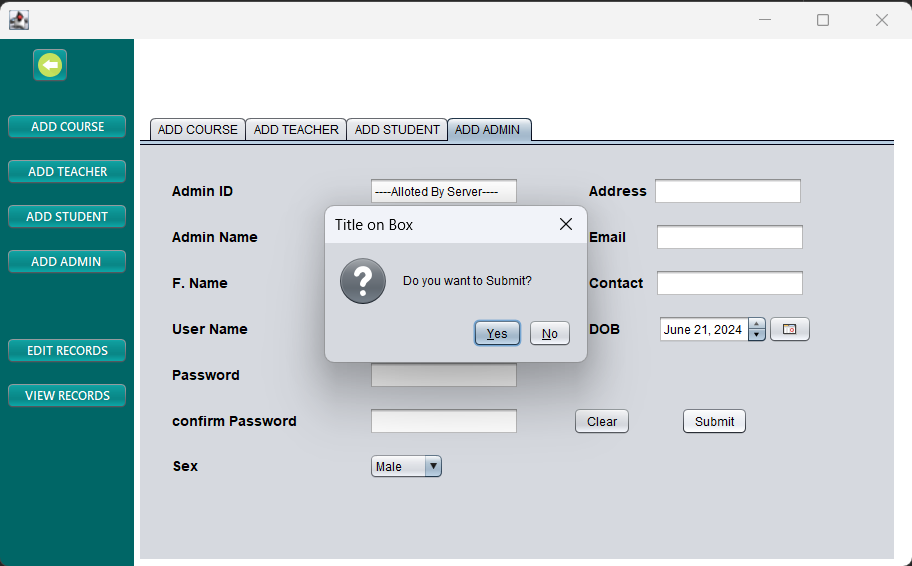 ADD COURSE
ADD TEACHER
ADD STUDENT
ADD ADMIN
EDIT RECORDS
VIEW RECORDS
ADD COURSE ADD TEACHER ADD STUDENT ADD ADMIN
Admin ID ----Alloted By Server---- Address
Admin Name Email
F. Name Contact
User Name DOB June 21, 2024
Password
confirm Password Clear Submit
Sex Male
Title on Box
Do you want to Submit?
Yes No